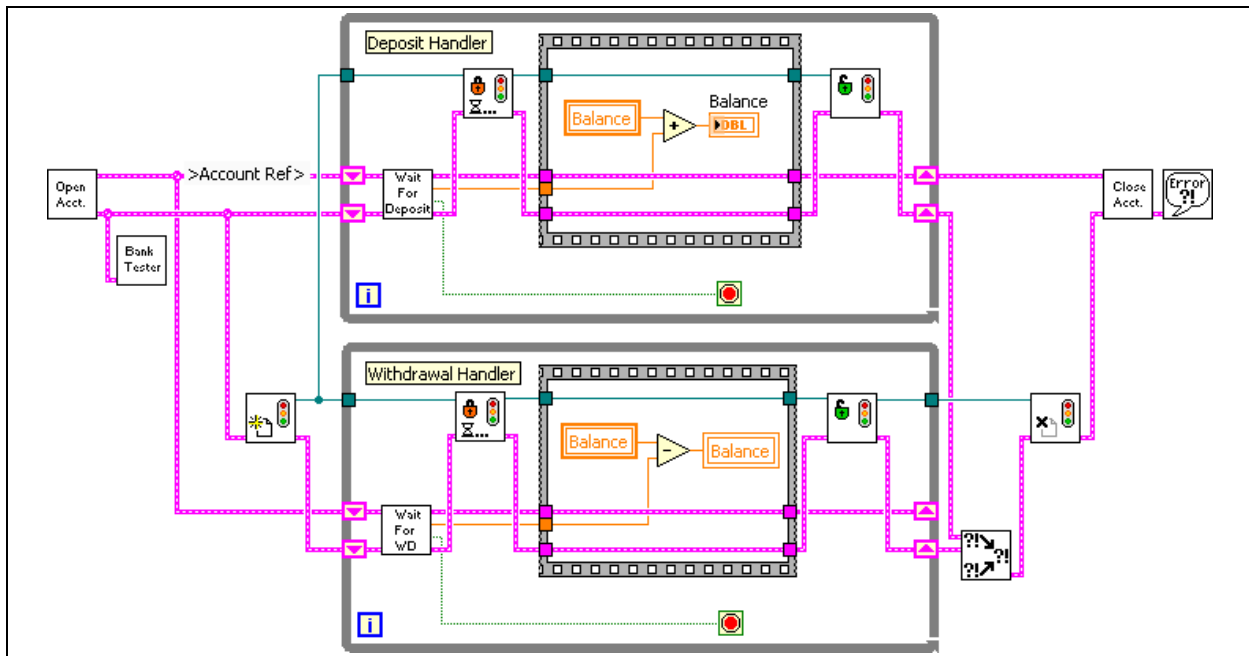 Deposit Handler
Balance
Balance
DBL
>Account Ref>
Open
Acct.
Wait
For
Deposit
Close
Acct.
Error
?!
Bank
Tester
i
Withdrawal Handler
Balance
Balance
Wait
For
WD
?!
?!
?!
i